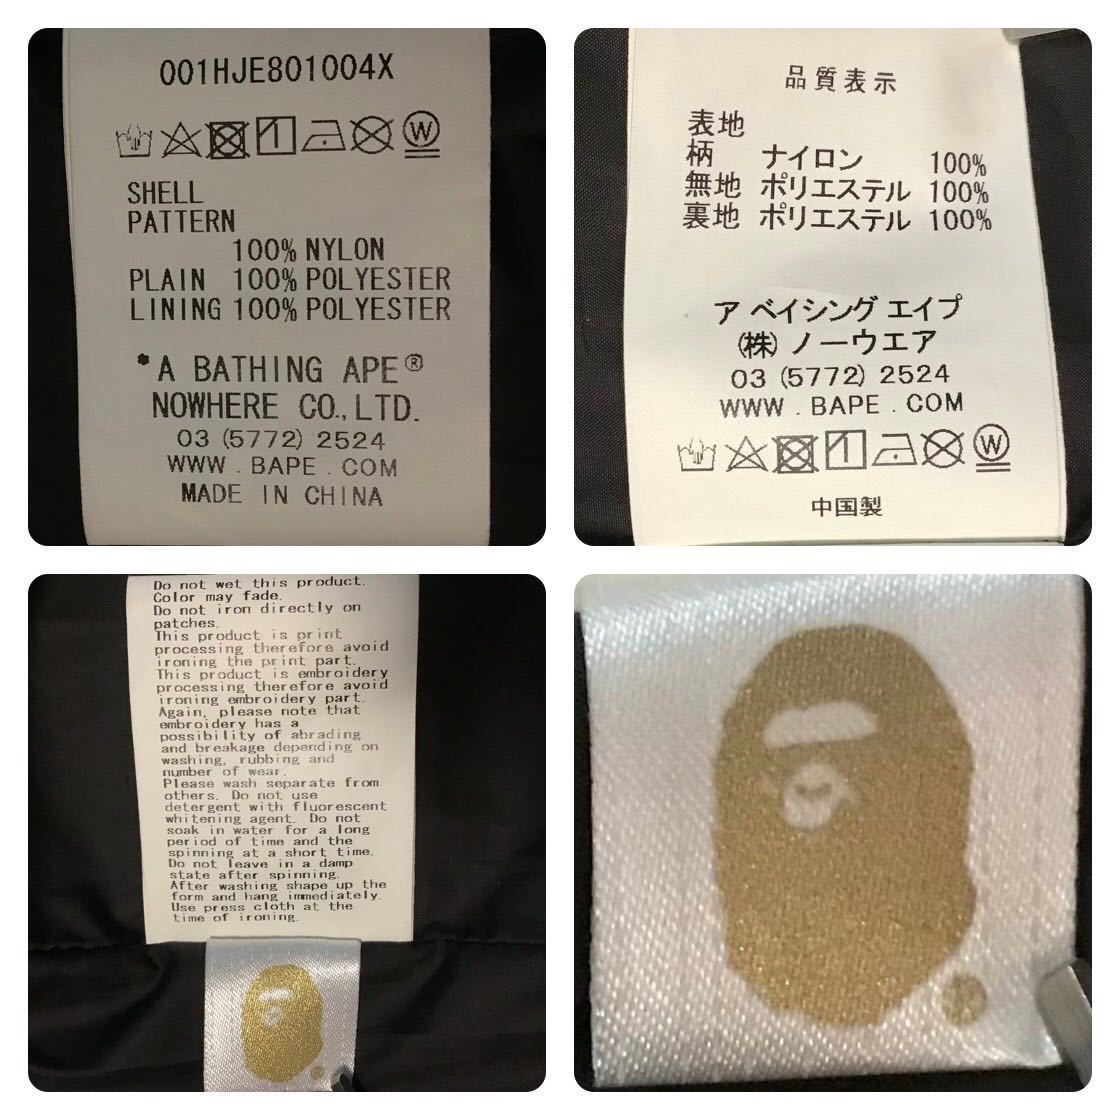 001HJE801004X
SHELL
PATTERN
100% NYLON
PLAIN 100% POLYESTER
LINING 100% POLYESTER
*A BATHING APE®
NOWHERE CO.,LTD.
03 (5772) 2524
WWW . BAPE . COM
MADE IN CHINA
品質表示
表地
柄 ナイロン 100%
無地 ポリエステル 100%
裏地 ポリエステル 100%
ア ベイシング エイプ
(株) ノーウエア
03 (5772) 2524
WWW . BAPE . COM
W
中国製
Do not wet this product.
Color may fade.
Do not iron directly on
patches.
This product is print
processing therefore avoid
ironing the print part.
This product is embroidery
processing therefore avoid
ironing embroidery part.
Again, please note that
embroidery has a
possibility of abrading
and breakage depending on
washing, rubbing and
number of wear.
Please wash separate from
others. Do not use
detergent with fluorescent
whitening agent. Do not
soak in water for a long
period of time and the
spinning at a short time.
Do not leave in a damp
state after spinning.
After washing shape up the
form and hang immediately.
Use press cloth at the
time of ironing.